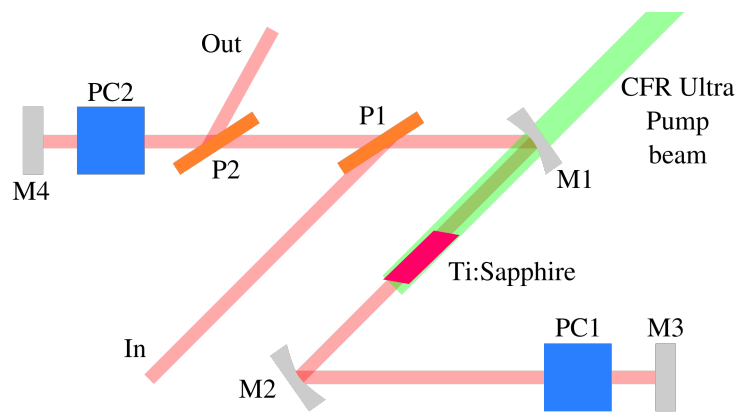 Out
PC2
P1
CFR Ultra
Pump
beam
P2
M4
M1
Ti:Sapphire
In
PC1
M3
M2